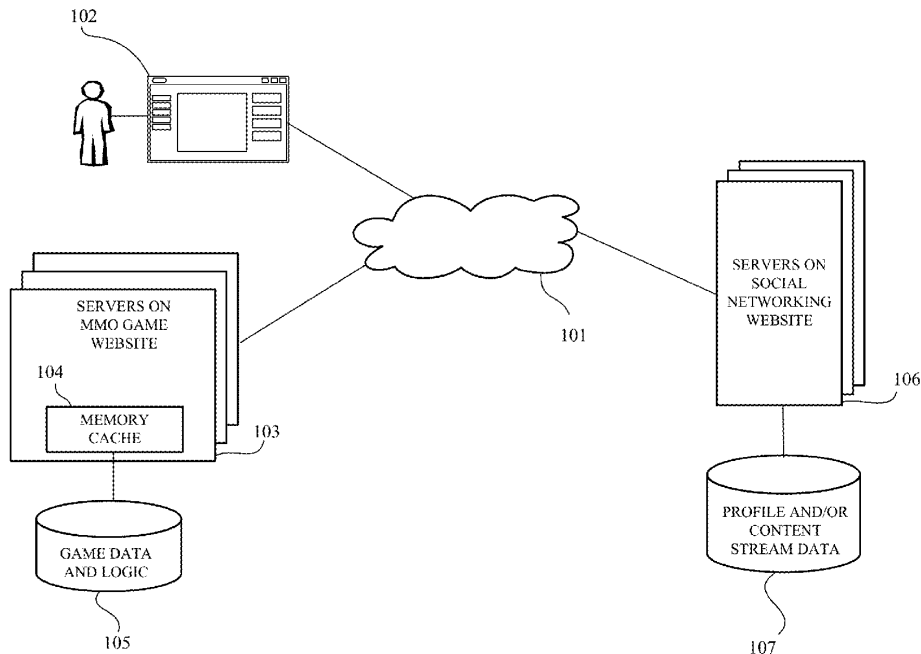 102
SERVERS ON
MMO GAME
WEBSITE
104
MEMORY
CACHE
103
GAME DATA
AND LOGIC
105
101
SERVERS ON
SOCIAL
NETWORKING
WEBSITE
106
PROFILE AND/OR
CONTENT
STREAM DATA
107